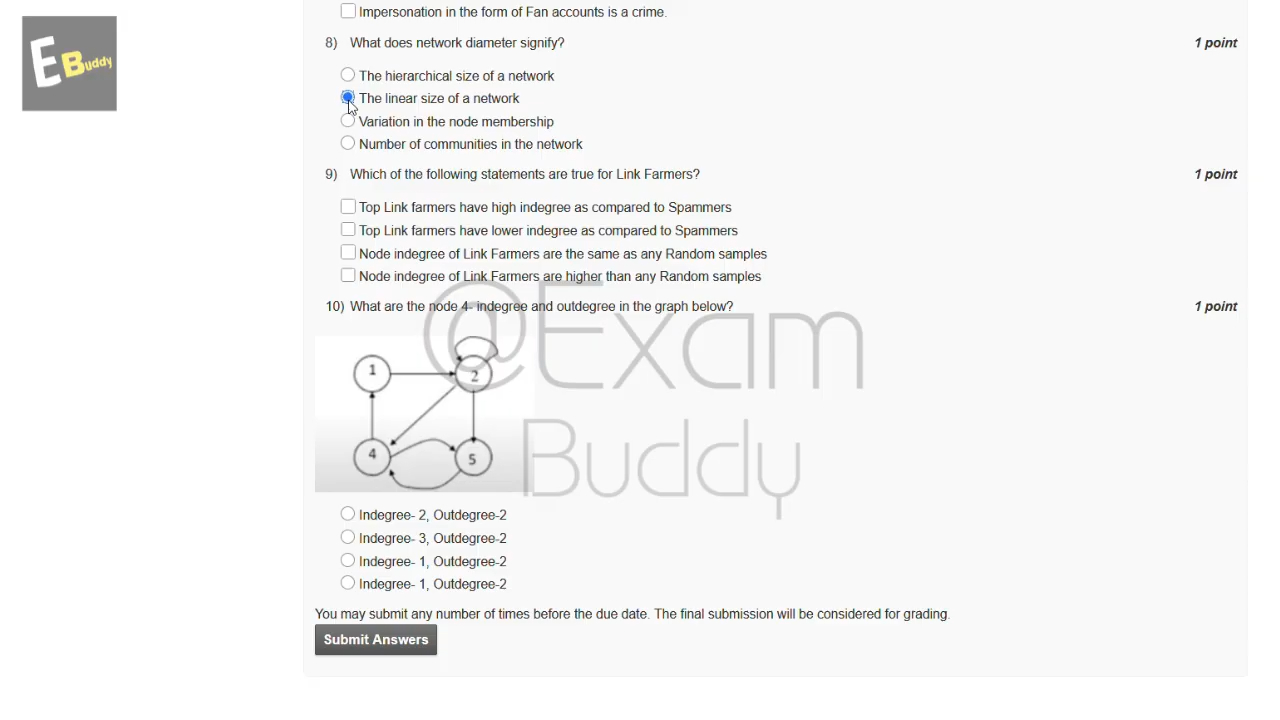 E Buddy
Impersonation in the form of Fan accounts is a crime.
8) What does network diameter signify? 1 point
The hierarchical size of a network
The linear size of a network
Variation in the node membership
Number of communities in the network
9) Which of the following statements are true for Link Farmers? 1 point
Top Link farmers have high indegree as compared to Spammers
Top Link farmers have lower indegree as compared to Spammers
Node indegree of Link Farmers are the same as any Random samples
Node indegree of Link Farmers are higher than any Random samples
10) What are the node 4- indegree and outdegree in the graph below? 1 point
@Exam
Buddy
1 2
4 5
Indegree- 2, Outdegree-2
Indegree- 3, Outdegree-2
Indegree- 1, Outdegree-2
Indegree- 1, Outdegree-2
You may submit any number of times before the due date. The final submission will be considered for grading.
Submit Answers